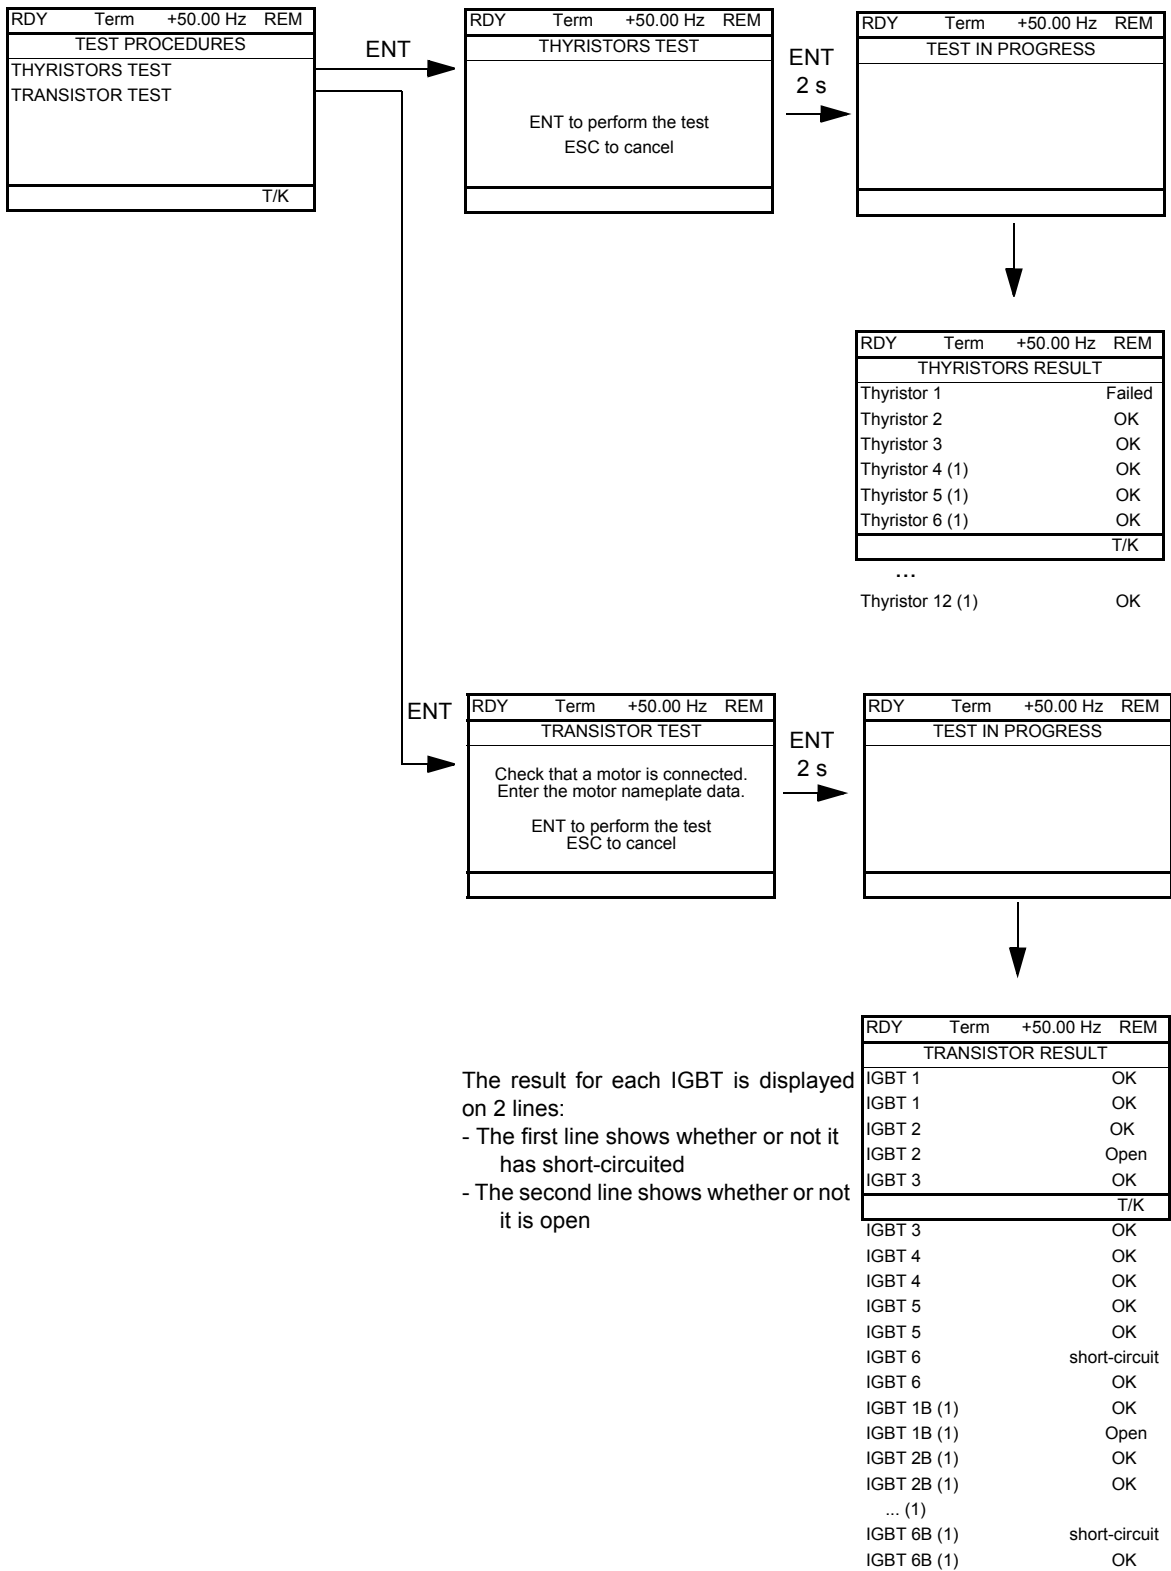 RDY Term +50.00 Hz REM
TEST PROCEDURES
THYRISTORS TEST
TRANSISTOR TEST
T/K
ENT
RDY Term +50.00 Hz REM
THYRISTORS TEST
ENT to perform the test
ESC to cancel
ENT
2 s
RDY Term +50.00 Hz REM
TEST IN PROGRESS
RDY Term +50.00 Hz REM
THYRISTORS RESULT
Thyristor 1 Failed
Thyristor 2 OK
Thyristor 3 OK
Thyristor 4 (1) OK
Thyristor 5 (1) OK
Thyristor 6 (1) OK
T/K
...
Thyristor 12 (1) OK
ENT
RDY Term +50.00 Hz REM
TRANSISTOR TEST
Check that a motor is connected.
Enter the motor nameplate data.
ENT to perform the test
ESC to cancel
ENT
2 s
RDY Term +50.00 Hz REM
TEST IN PROGRESS
The result for each IGBT is displayed
on 2 lines:
- The first line shows whether or not it
has short-circuited
- The second line shows whether or not
it is open
RDY Term +50.00 Hz REM
TRANSISTOR RESULT
IGBT 1 OK
IGBT 1 OK
IGBT 2 OK
IGBT 2 Open
IGBT 3 OK
T/K
IGBT 3 OK
IGBT 4 OK
IGBT 4 OK
IGBT 5 OK
IGBT 5 OK
IGBT 6 short-circuit
IGBT 6 OK
IGBT 1B (1) OK
IGBT 1B (1) Open
IGBT 2B (1) OK
IGBT 2B (1) OK
... (1)
IGBT 6B (1) short-circuit
IGBT 6B (1) OK